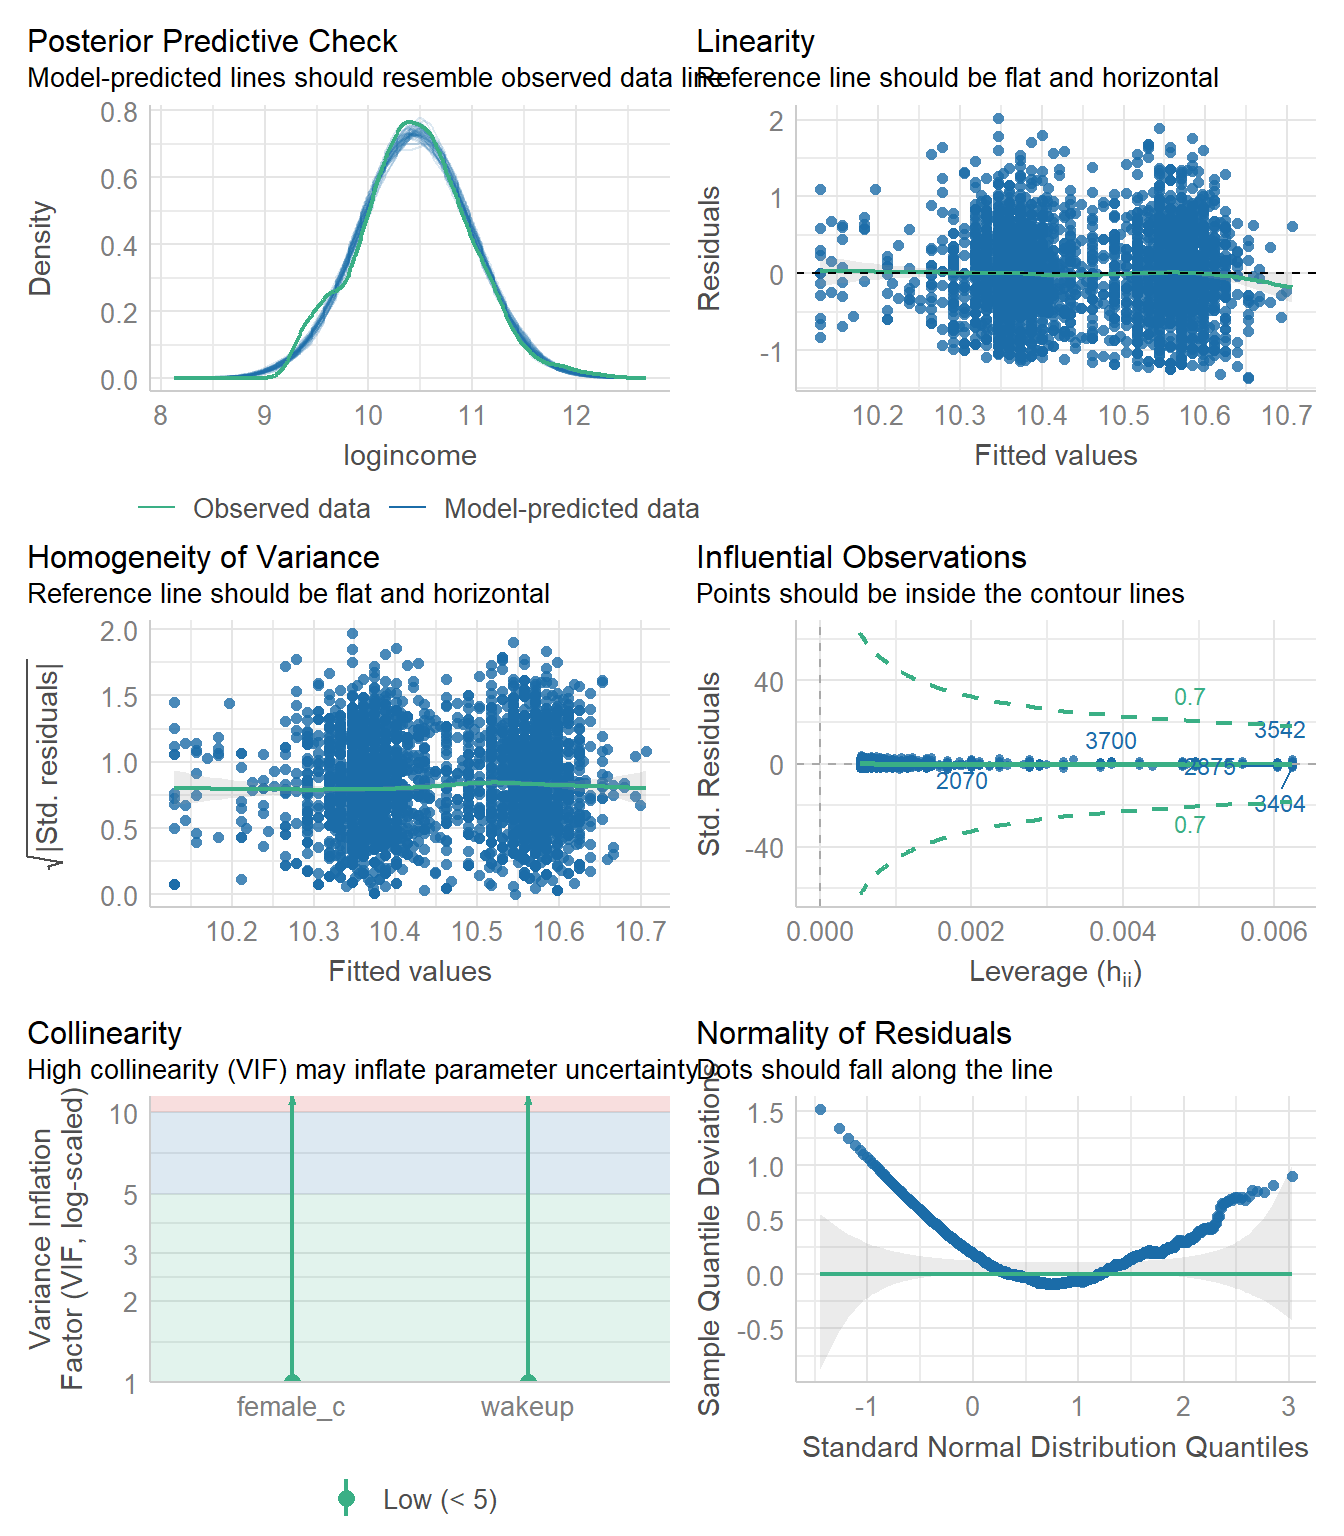 Posterior Predictive Check
Model-predicted lines should resemble observed data line
0.8
0.6
0.4
0.2
0.0
Density
8 9 10 11 12
logincome
Observed data Model-predicted data
Linearity
Reference line should be flat and horizontal
2
1
0
-1
Residuals
10.2 10.3 10.4 10.5 10.6 10.7
Fitted values
Homogeneity of Variance
Reference line should be flat and horizontal
2.0
1.5
1.0
0.5
0.0
√|Std. residuals|
10.2 10.3 10.4 10.5 10.6 10.7
Fitted values
Influential Observations
Points should be inside the contour lines
40
0
-40
Std. Residuals
0.7
3542
3700
2875
2070
3404
0.7
0.000 0.002 0.004 0.006
Leverage (hii)
Collinearity
High collinearity (VIF) may inflate parameter uncertainty
10
5
3
2
1
Variance Inflation
Factor (VIF, log-scaled)
female_c wakeup
Low (< 5)
Normality of Residuals
Dots should fall along the line
1.5
1.0
0.5
0.0
-0.5
Sample Quantile Deviations
-1 0 1 2 3
Standard Normal Distribution Quantiles